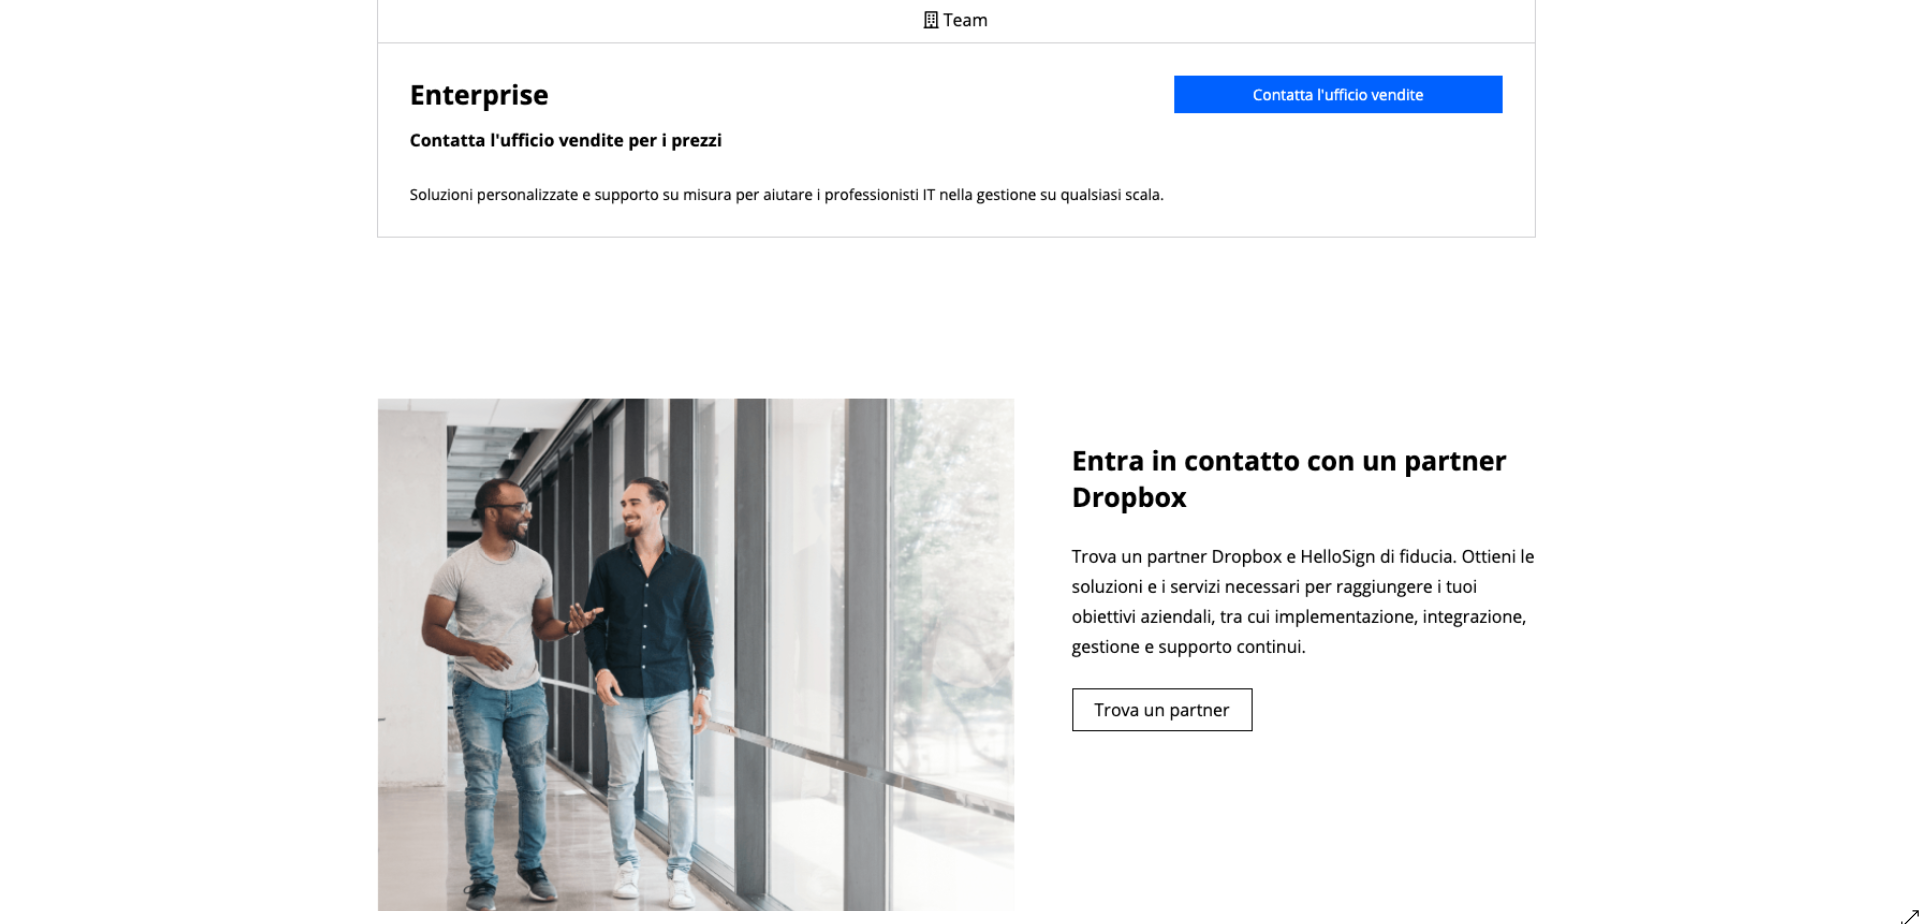 Team
Enterprise
Contatta l'ufficio vendite
Contatta l'ufficio vendite per i prezzi
Soluzioni personalizzate e supporto su misura per aiutare i professionisti IT nella gestione su qualsiasi scala.
Entra in contatto con un partner
Dropbox
Trova un partner Dropbox e HelloSign di fiducia. Ottieni le
soluzioni e i servizi necessari per raggiungere i tuoi
obiettivi aziendali, tra cui implementazione, integrazione,
gestione e supporto continui.
Trova un partner